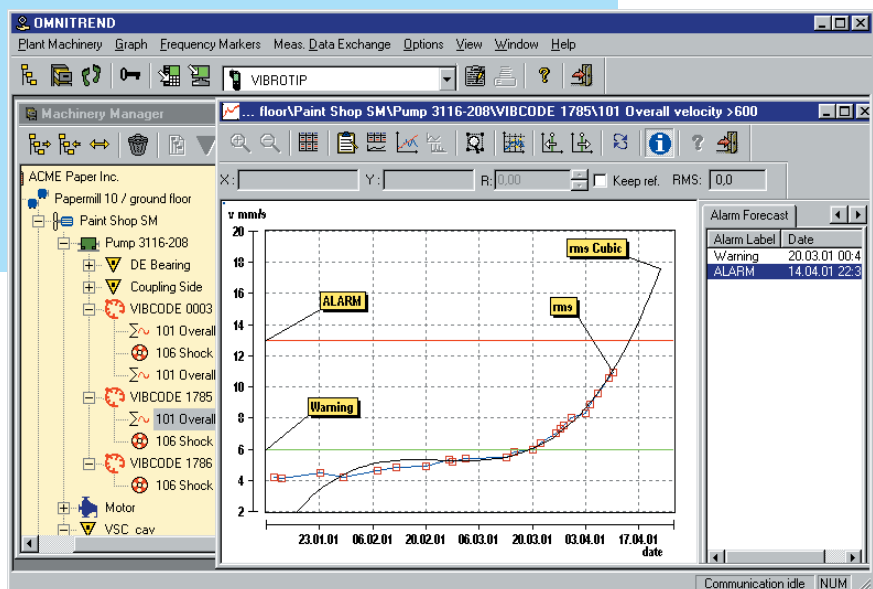 OMNITREND
Plant Machinery Graph Frequency Markers Meas. Data Exchange Options View Window Help
VIBROTIP
Machinery Manager
ACME Paper Inc.
Papermill 10 / ground floor
Paint Shop SM
Pump 3116-208
DE Bearing
Coupling Side
VIBCODE 0003
101 Overall
106 Shock
101 Overall
VIBCODE 1785
101 Overall
106 Shock
VIBCODE 1786
106 Shock
Motor
VSC cav
... floor\Paint Shop SM\Pump 3116-208\VIBCODE 1785\101 Overall velocity >600
X: Y: R: 0,00 Keep ref. RMS: 0,0
v mm/s
20
18
16
14
12
10
8
6
4
2
rms Cubic
ALARM
rms
Warning
23.01.01 06.02.01 20.02.01 06.03.01 20.03.01 03.04.01 17.04.01
date
Alarm Forecast
Alarm Label Date
Warning 20.03.01 00:4
ALARM 14.04.01 22:3
Communication idle NUM